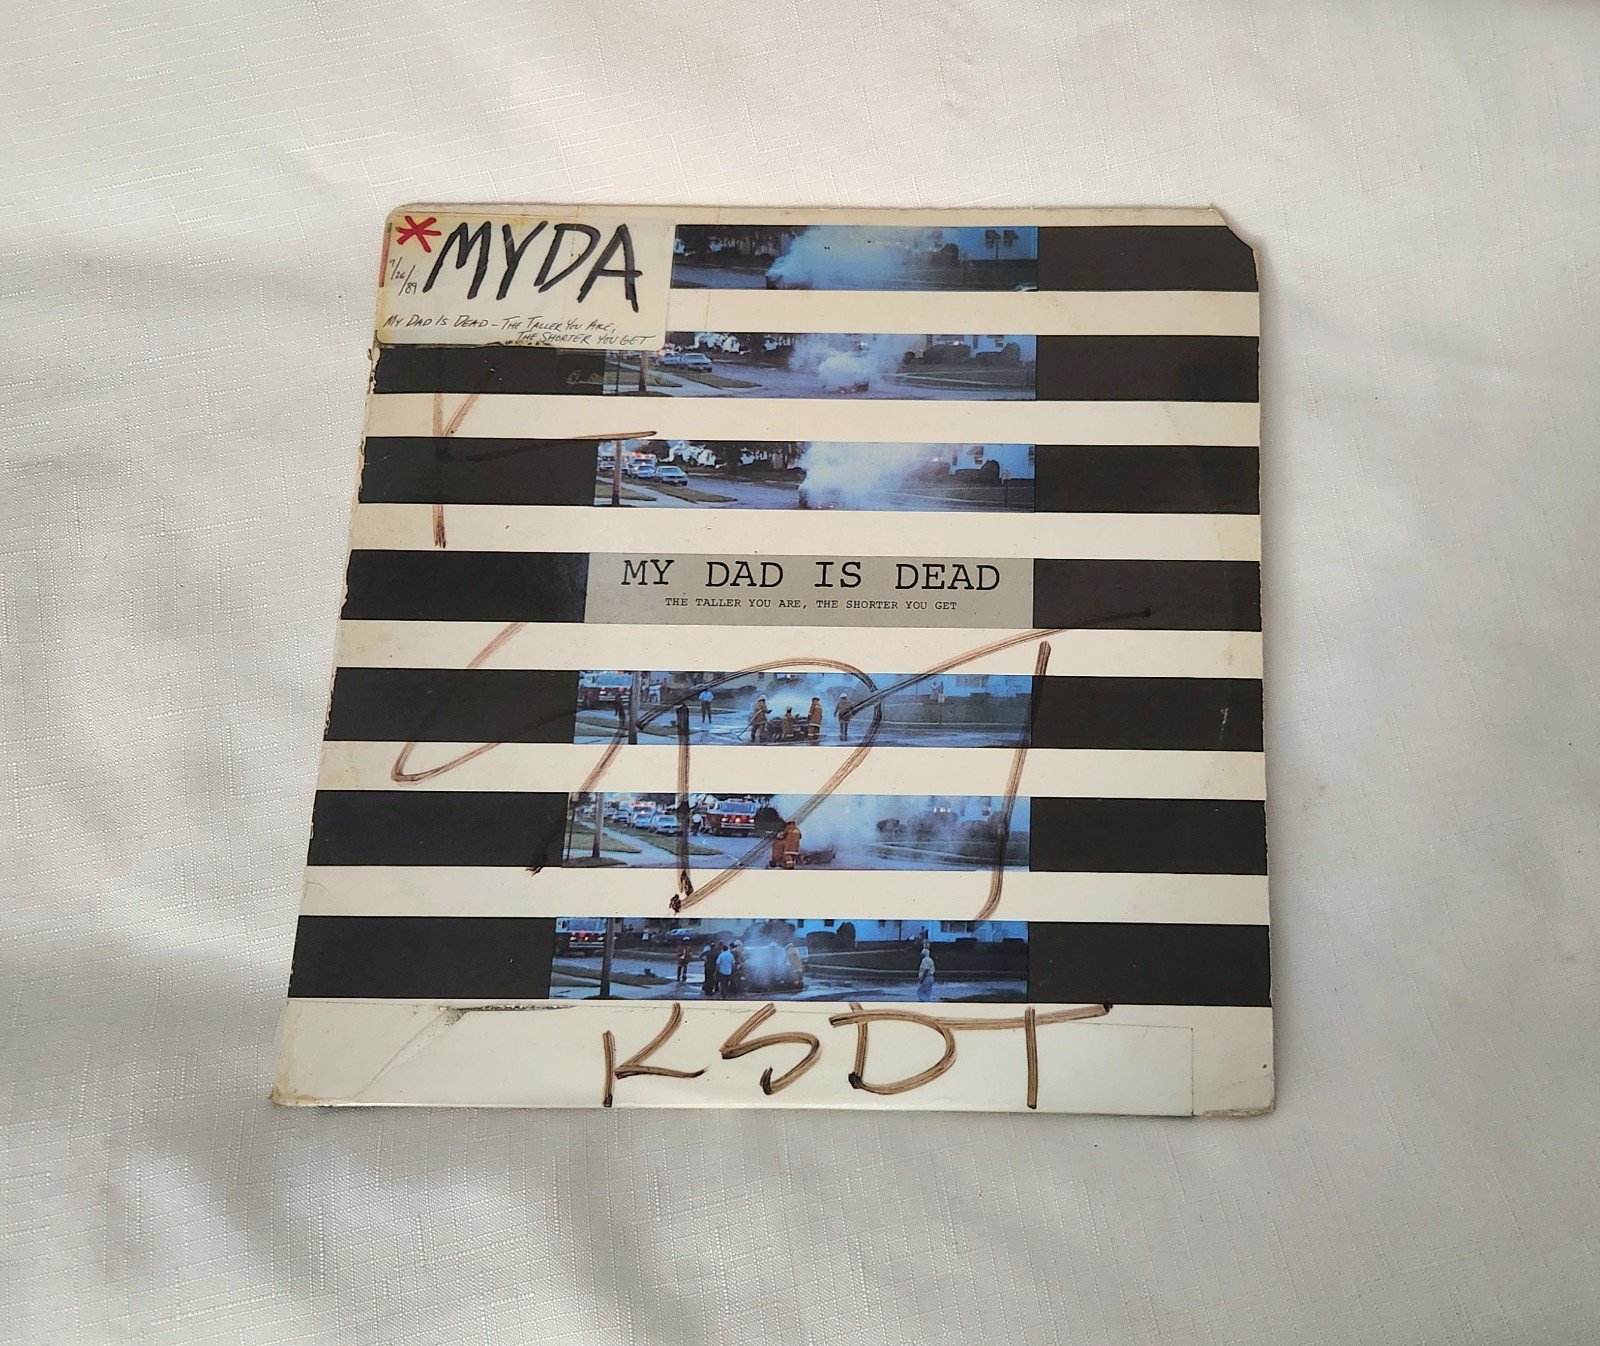 * MYDA
9/26/89
MY DAD IS DEAD - THE TALLER YOU ARE,
THE SHORTER YOU GET
MY DAD IS DEAD
THE TALLER YOU ARE, THE SHORTER YOU GET
KSDT
KSDT